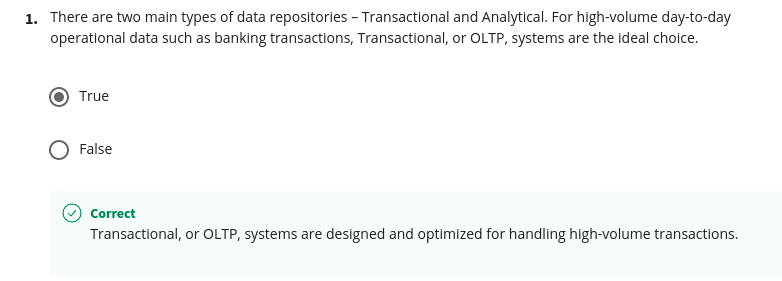 1. There are two main types of data repositories – Transactional and Analytical. For high-volume day-to-day
operational data such as banking transactions, Transactional, or OLTP, systems are the ideal choice.
True
False
Correct
Transactional, or OLTP, systems are designed and optimized for handling high-volume transactions.